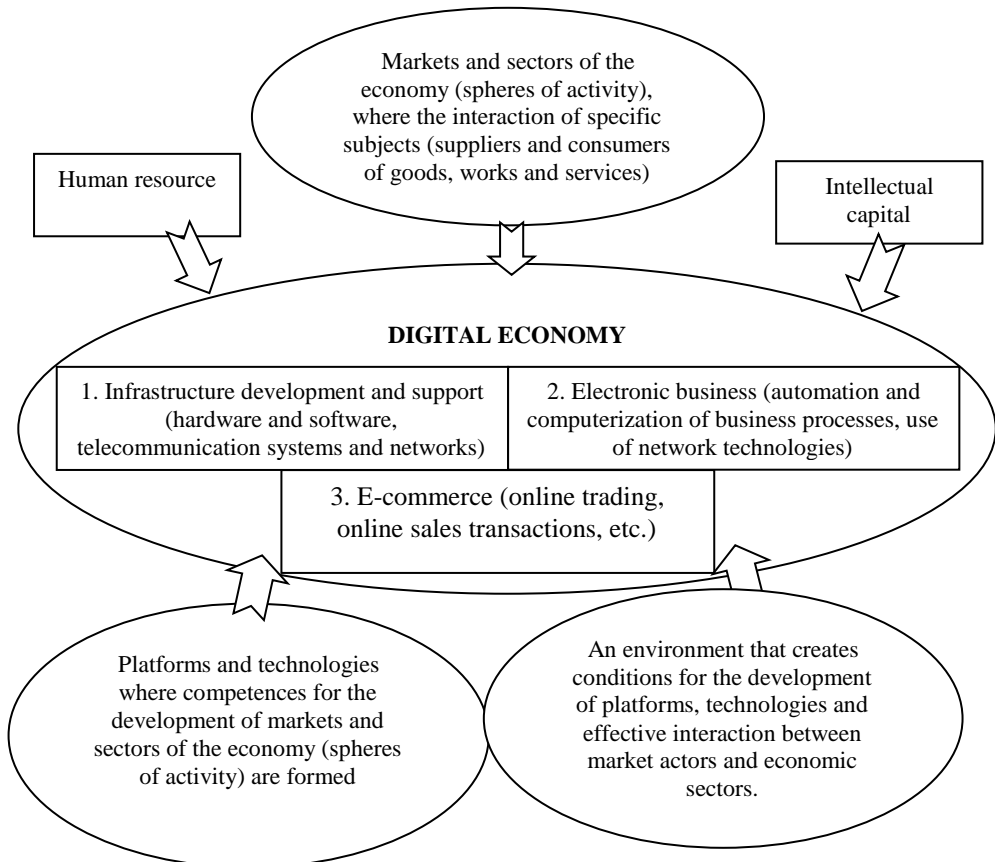 Markets and sectors of the
economy (spheres of activity),
where the interaction of specific
subjects (suppliers and consumers
of goods, works and services)
Human resource
Intellectual
capital
DIGITAL ECONOMY
1. Infrastructure development and support
(hardware and software,
telecommunication systems and networks)
2. Electronic business (automation and
computerization of business processes, use
of network technologies)
3. E-commerce (online trading,
online sales transactions, etc.)
Platforms and technologies
where competences for the
development of markets and
sectors of the economy (spheres
of activity) are formed
An environment that creates
conditions for the development
of platforms, technologies and
effective interaction between
market actors and economic
sectors.